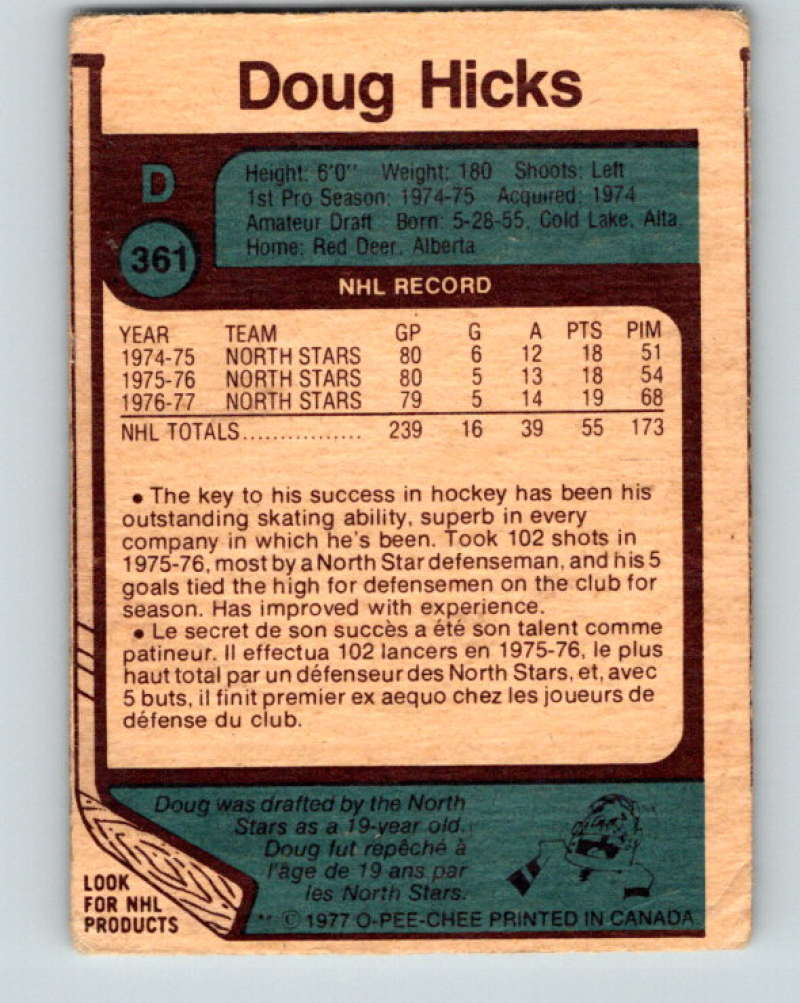 Doug Hicks
D
361
Height: 6'0" Weight: 180 Shoots: Left
1st Pro Season: 1974-75 Acquired: 1974
Amateur Draft Born: 5-28-55, Cold Lake, Alta.
Home: Red Deer, Alberta
NHL RECORD
YEAR TEAM GP G A PTS PIM
1974-75 NORTH STARS 80 6 12 18 51
1975-76 NORTH STARS 80 5 13 18 54
1976-77 NORTH STARS 79 5 14 19 68
NHL TOTALS................ 239 16 39 55 173
• The key to his success in hockey has been his
outstanding skating ability, superb in every
company in which he's been. Took 102 shots in
1975-76, most by a North Star defenseman, and his 5
goals tied the high for defensemen on the club for
season. Has improved with experience.
• Le secret de son succès a été son talent comme
patineur. Il effectua 102 lancers en 1975-76, le plus
haut total par un défenseur des North Stars, et, avec
5 buts, il finit premier ex aequo chez les joueurs de
défense du club.
Doug was drafted by the North
Stars as a 19-year old.
Doug fut repêché à
l'âge de 19 ans par
les North Stars.
LOOK
FOR NHL
PRODUCTS
** © 1977 O-PEE-CHEE PRINTED IN CANADA